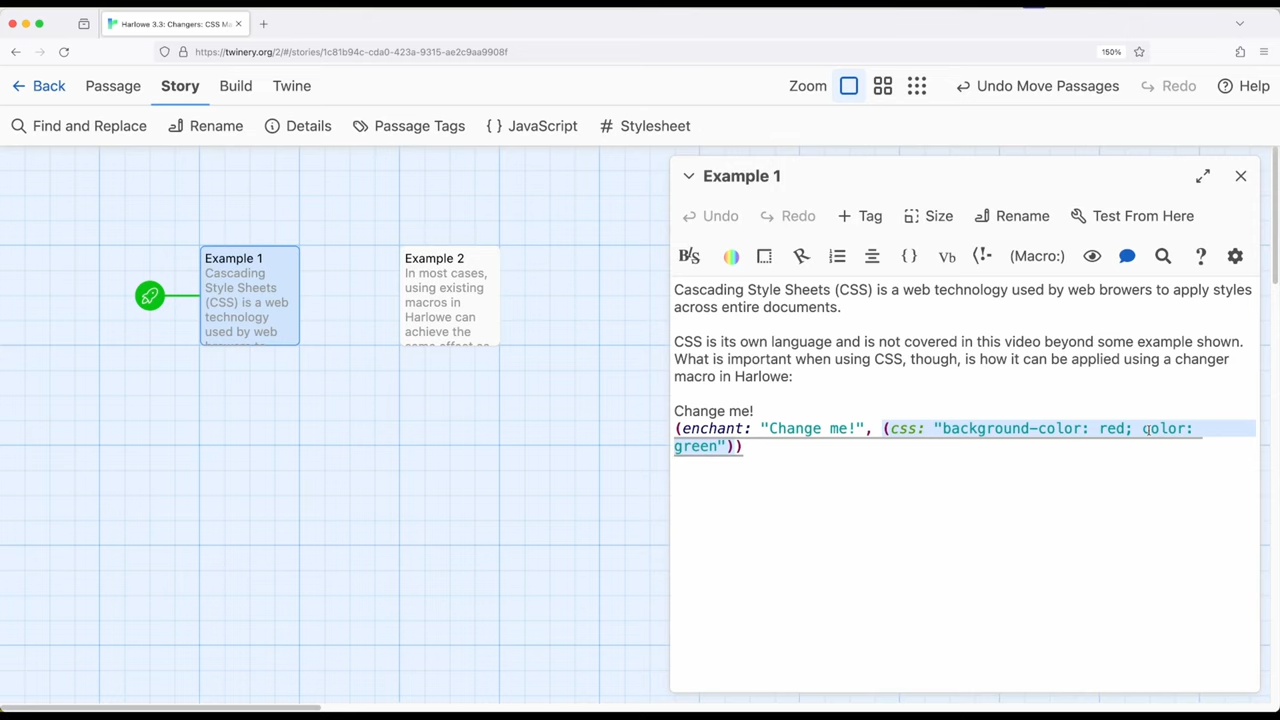 Harlowe 3.3: Changers: CSS Ma
https://twinery.org/2/#/stories/1c81b94c-cda0-423a-9315-ae2c9aa9908f
150%
Back Passage Story Build Twine Zoom Undo Move Passages Redo Help
Find and Replace Rename Details Passage Tags { } JavaScript # Stylesheet
Example 1
Undo Redo + Tag Size Rename Test From Here
B/S {} Vb (Macro:) ?
Example 1
Cascading
Style Sheets
(CSS) is a web
technology
used by web
Example 2
In most cases,
using existing
macros in
Harlowe can
achieve the
Cascading Style Sheets (CSS) is a web technology used by web browers to apply styles
across entire documents.
CSS is its own language and is not covered in this video beyond some example shown.
What is important when using CSS, though, is how it can be applied using a changer
macro in Harlowe:
Change me!
(enchant: "Change me!", (css: "background-color: red; color:
green"))